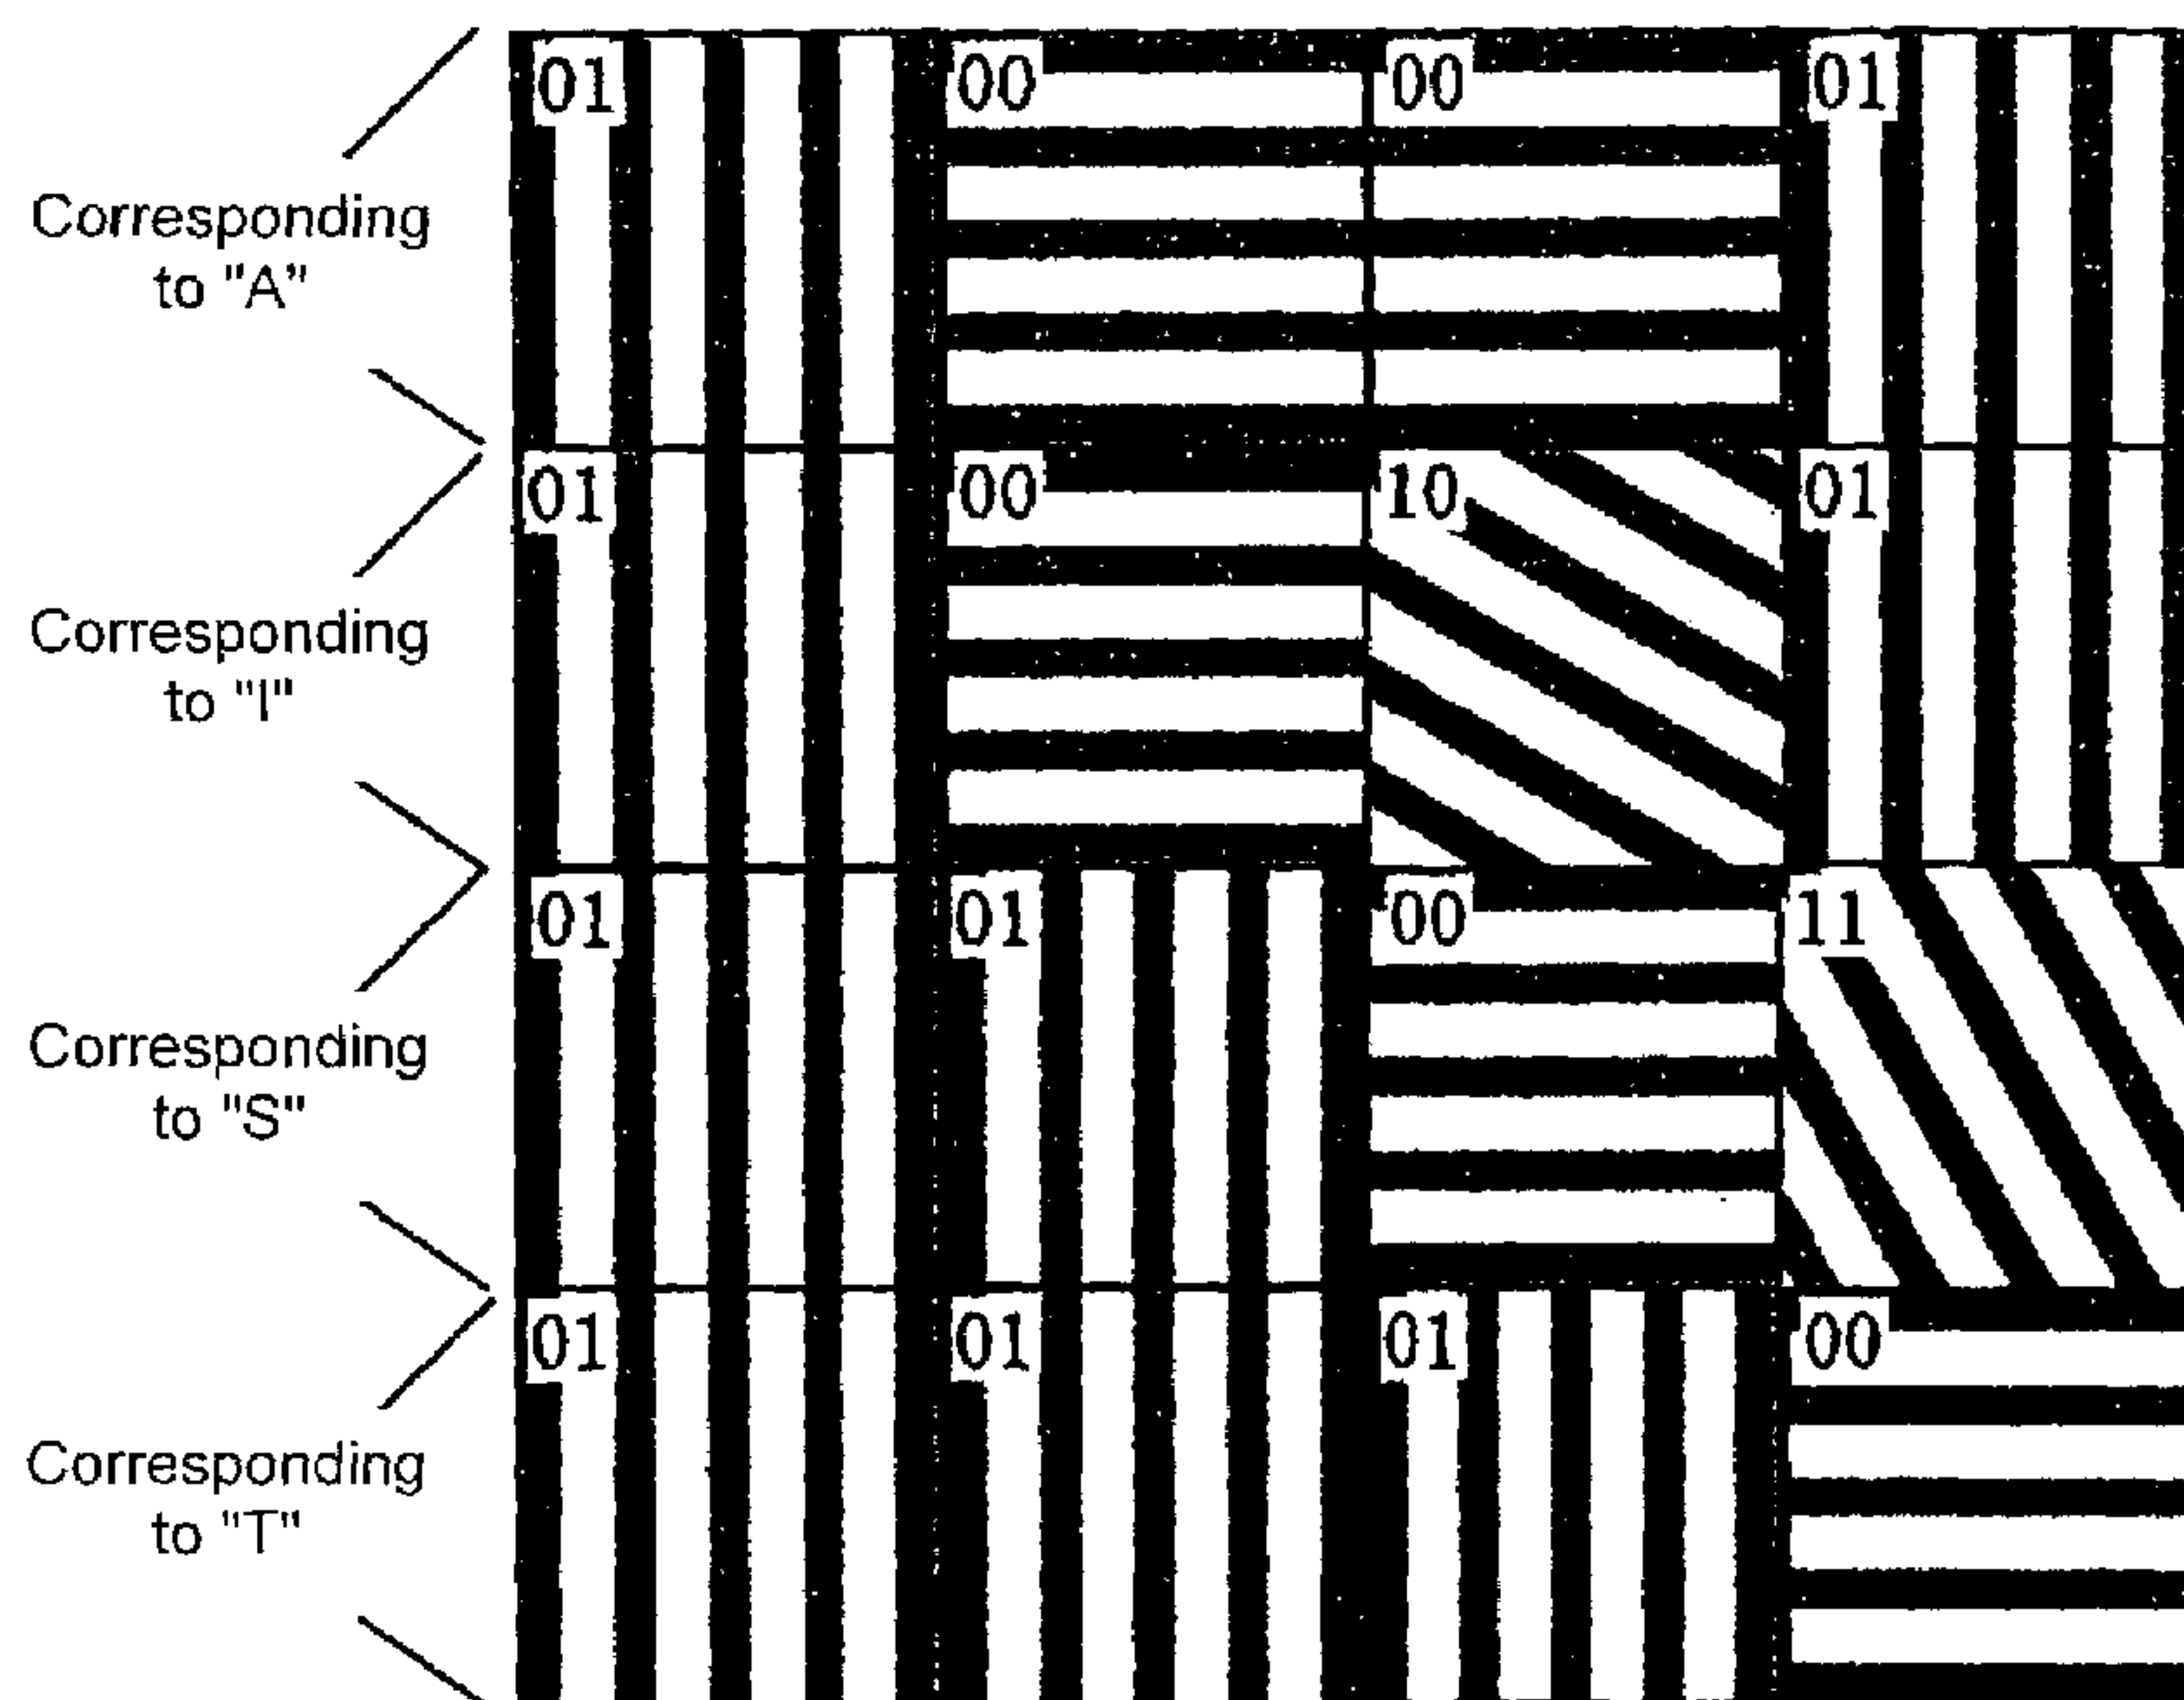 01 00 00 01
Corresponding
to "A"
01 00 10 01
Corresponding
to "I"
01 01 00 11
Corresponding
to "S"
01 01 01 00
Corresponding
to "T"